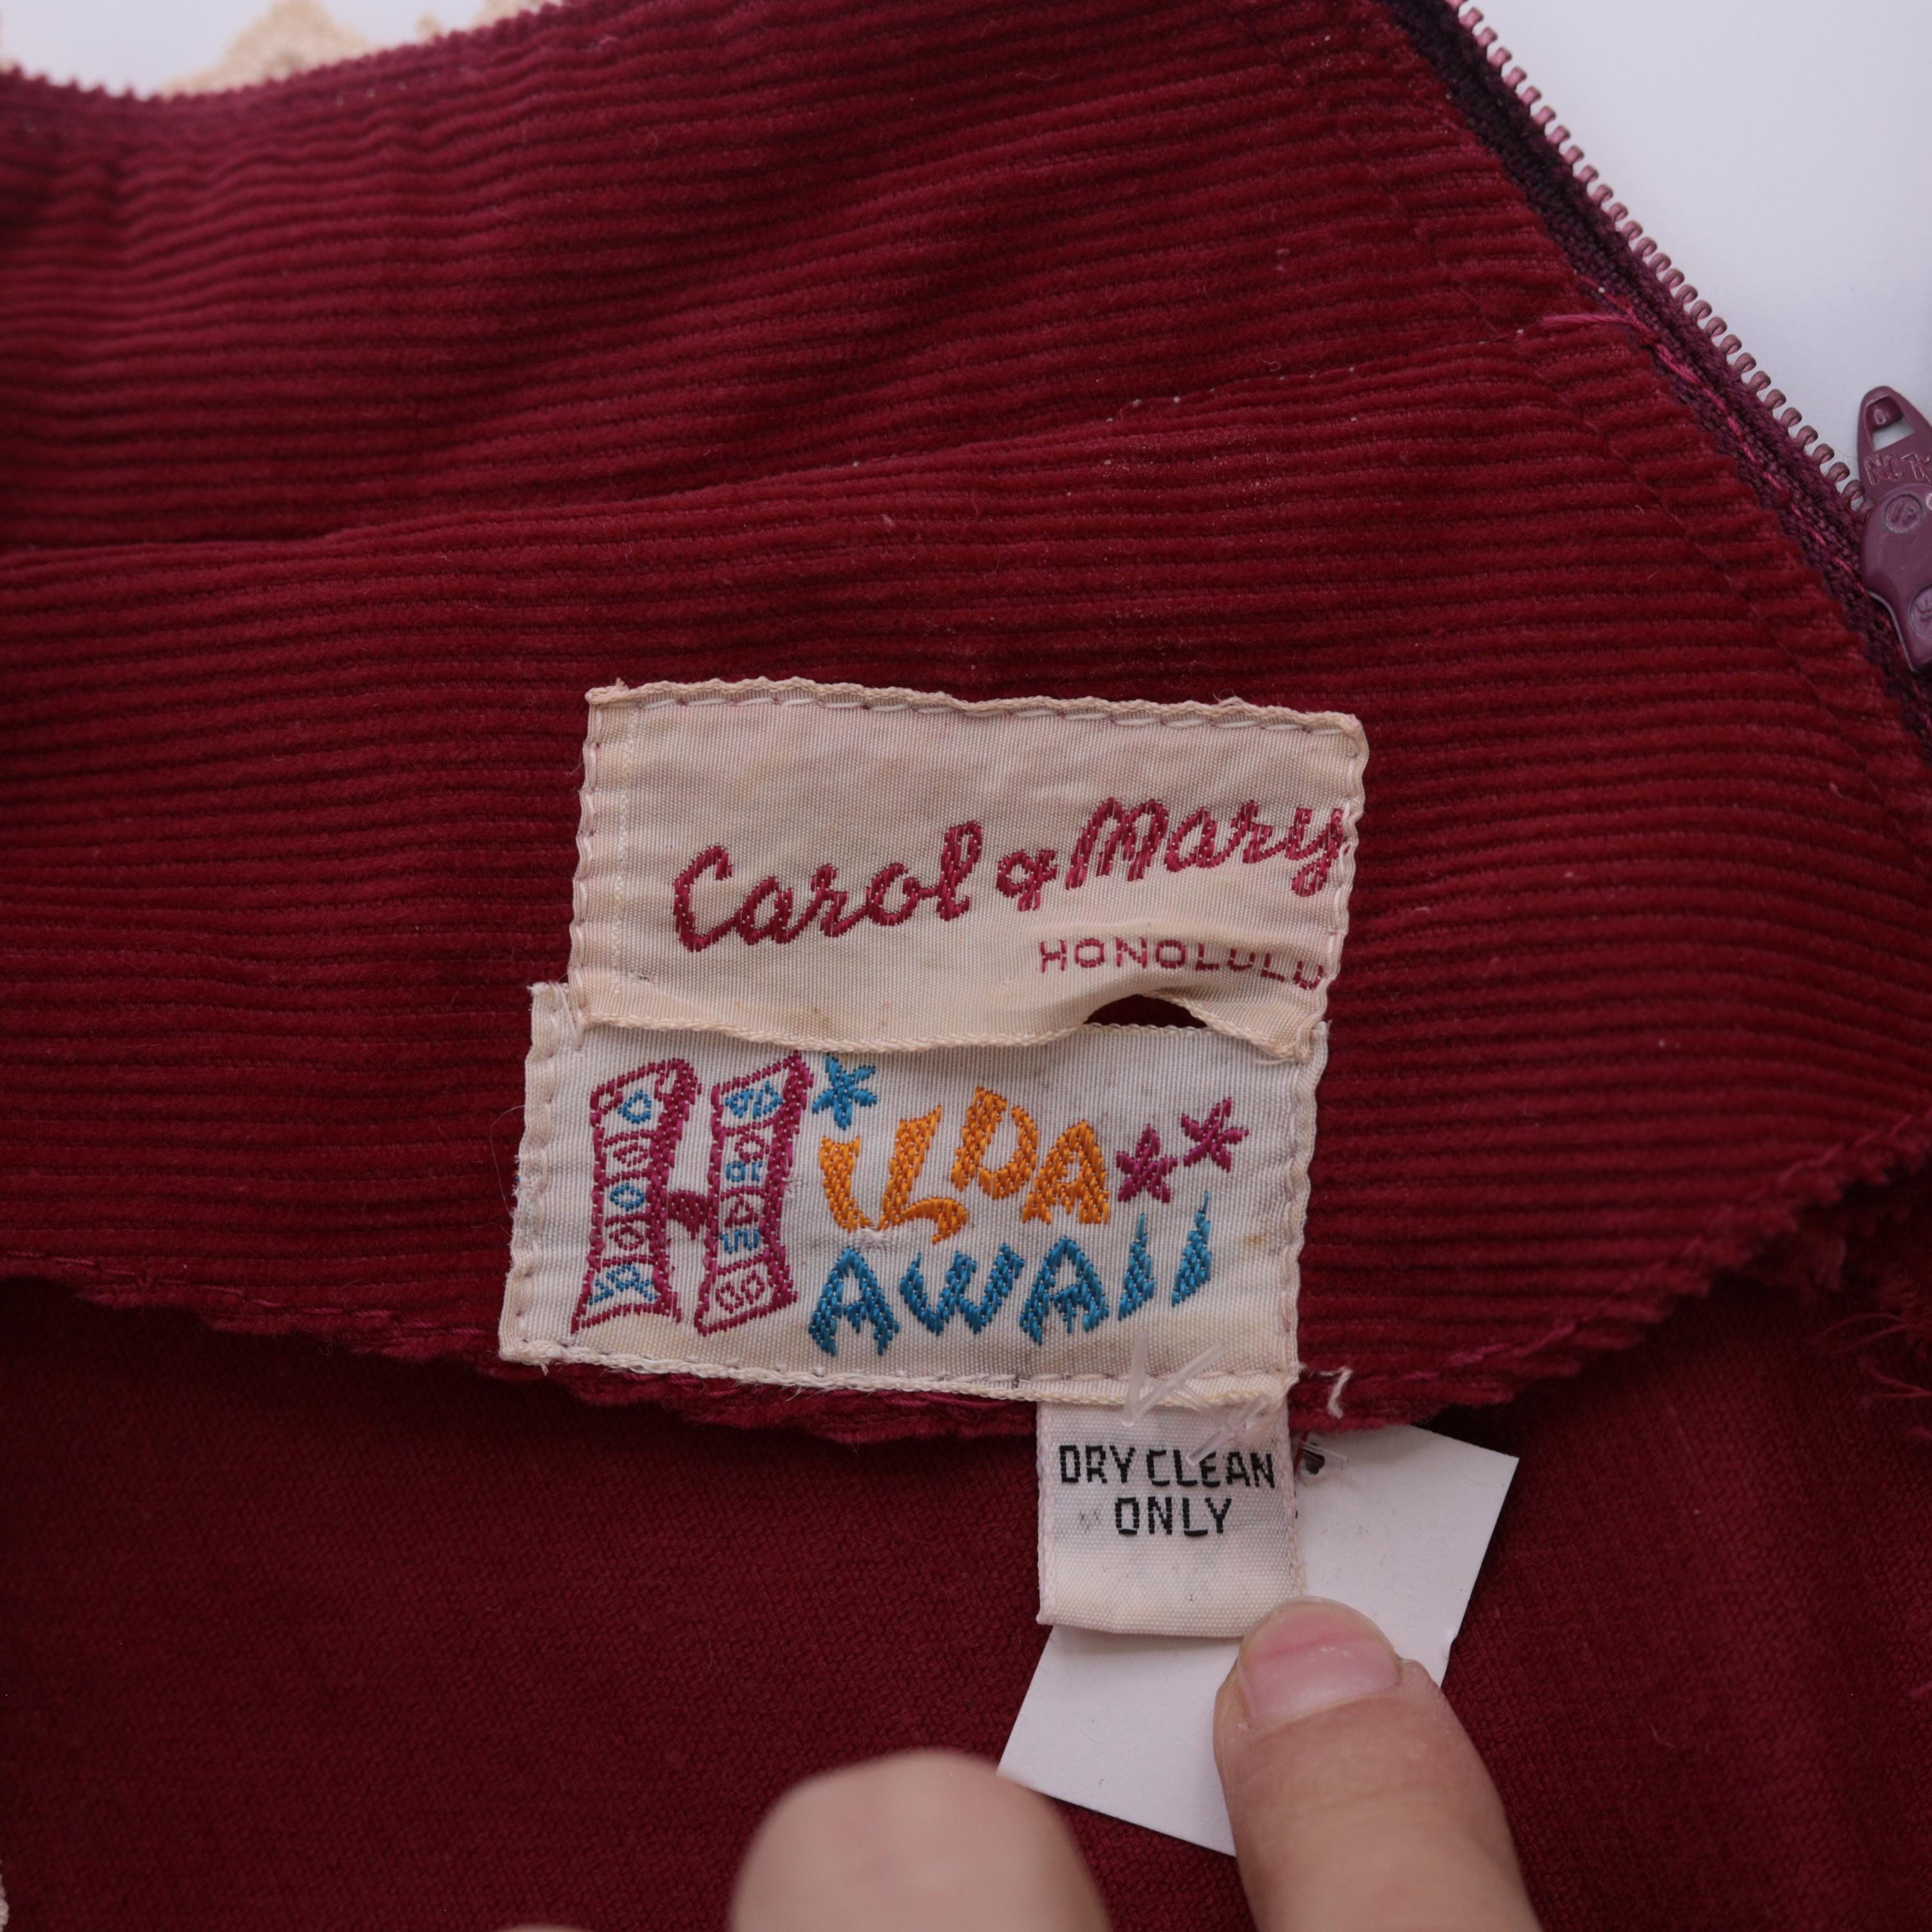 Carol & Mary
HONOLULU
HILDA
HAWAII
DRY CLEAN
ONLY